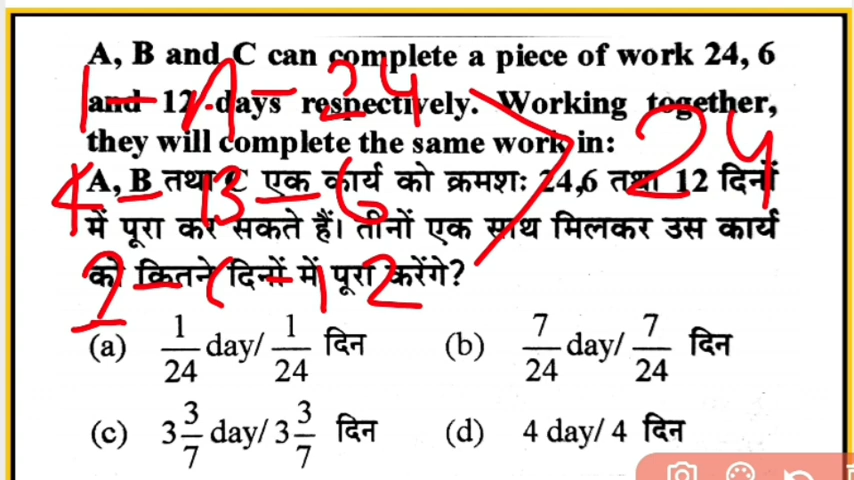 A, B and C can complete a piece of work 24, 6
and 12 days respectively. Working together,
they will complete the same work in:
A, B तथा C एक कार्य को क्रमशः 24,6 तथा 12 दिनों
में पूरा कर सकते हैं। तीनों एक साथ मिलकर उस कार्य
को कितने दिनों में पूरा करेंगे?
(a) 1/24 day/ 1/24 दिन (b) 7/24 day/ 7/24 दिन
(c) 3 3/7 day/ 3 3/7 दिन (d) 4 day/ 4 दिन
1 — A — 24
4 — B — 6
2 — C — 12
24